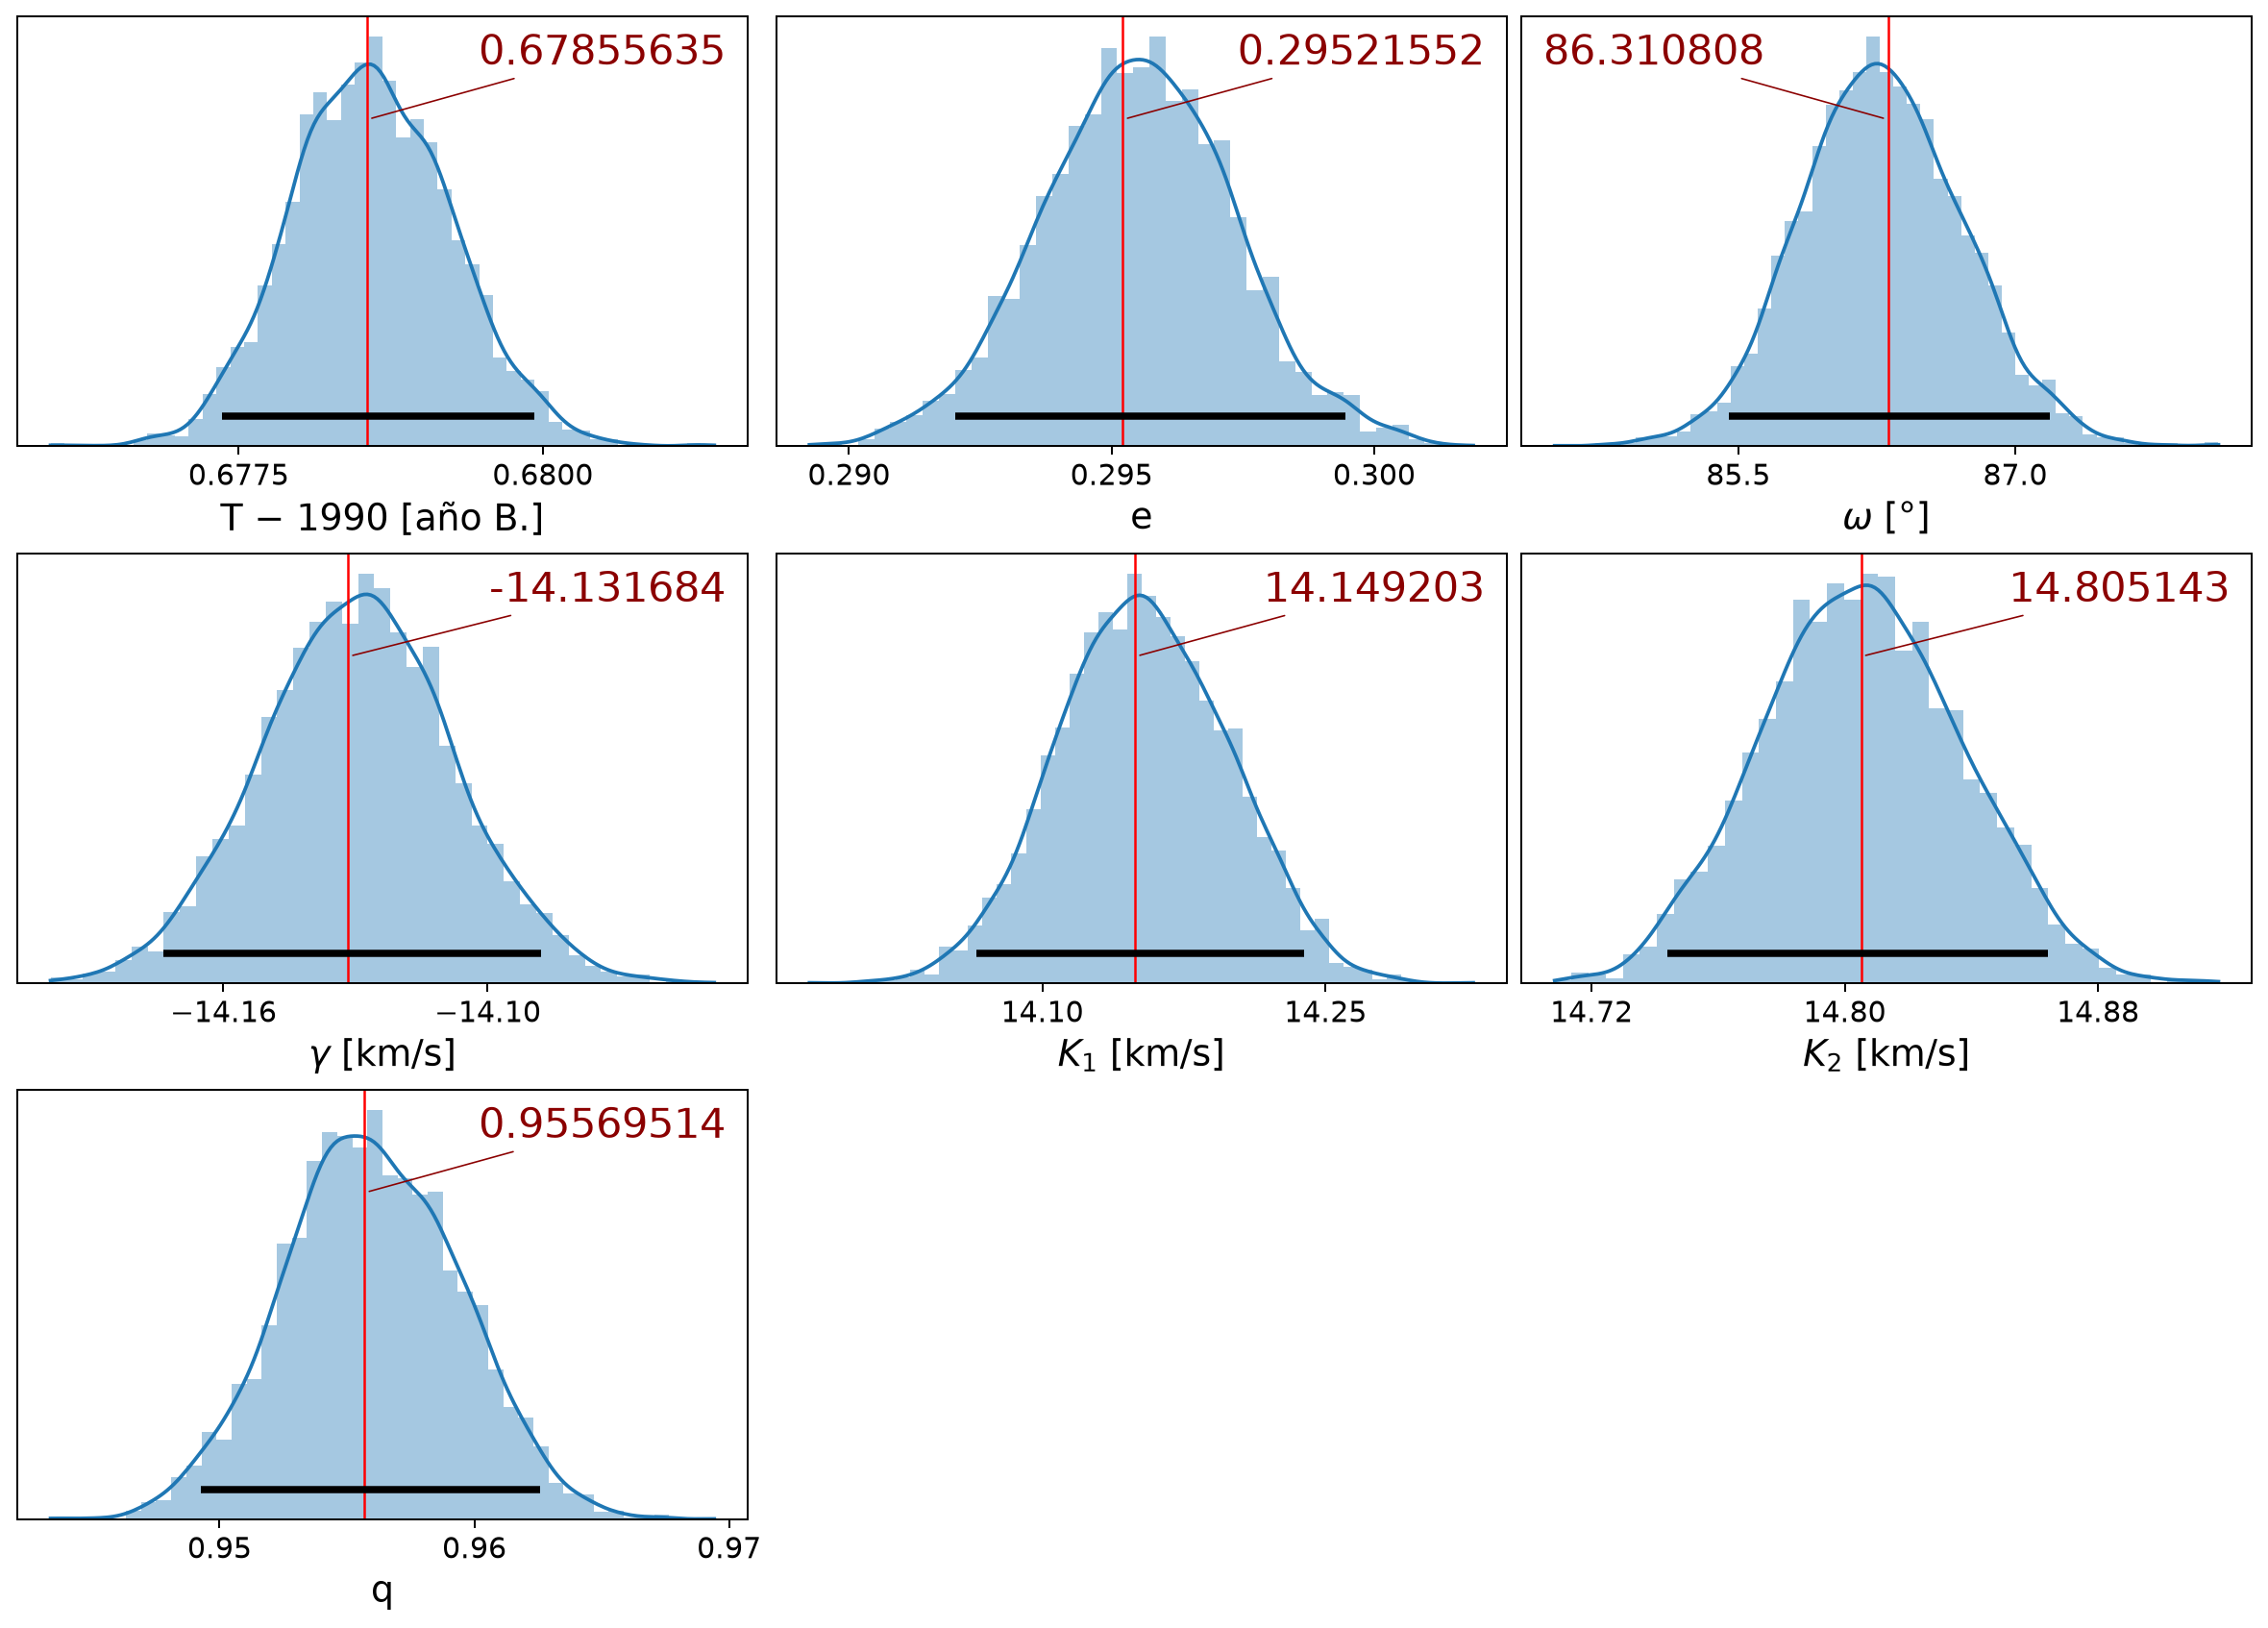 0.67855635
0.6775 0.6800
T − 1990 [año B.]
0.29521552
0.290 0.295 0.300
e
86.310808
85.5 87.0
ω [°]
-14.131684
−14.16 −14.10
γ [km/s]
14.149203
14.10 14.25
K₁ [km/s]
14.805143
14.72 14.80 14.88
K₂ [km/s]
0.95569514
0.95 0.96 0.97
q